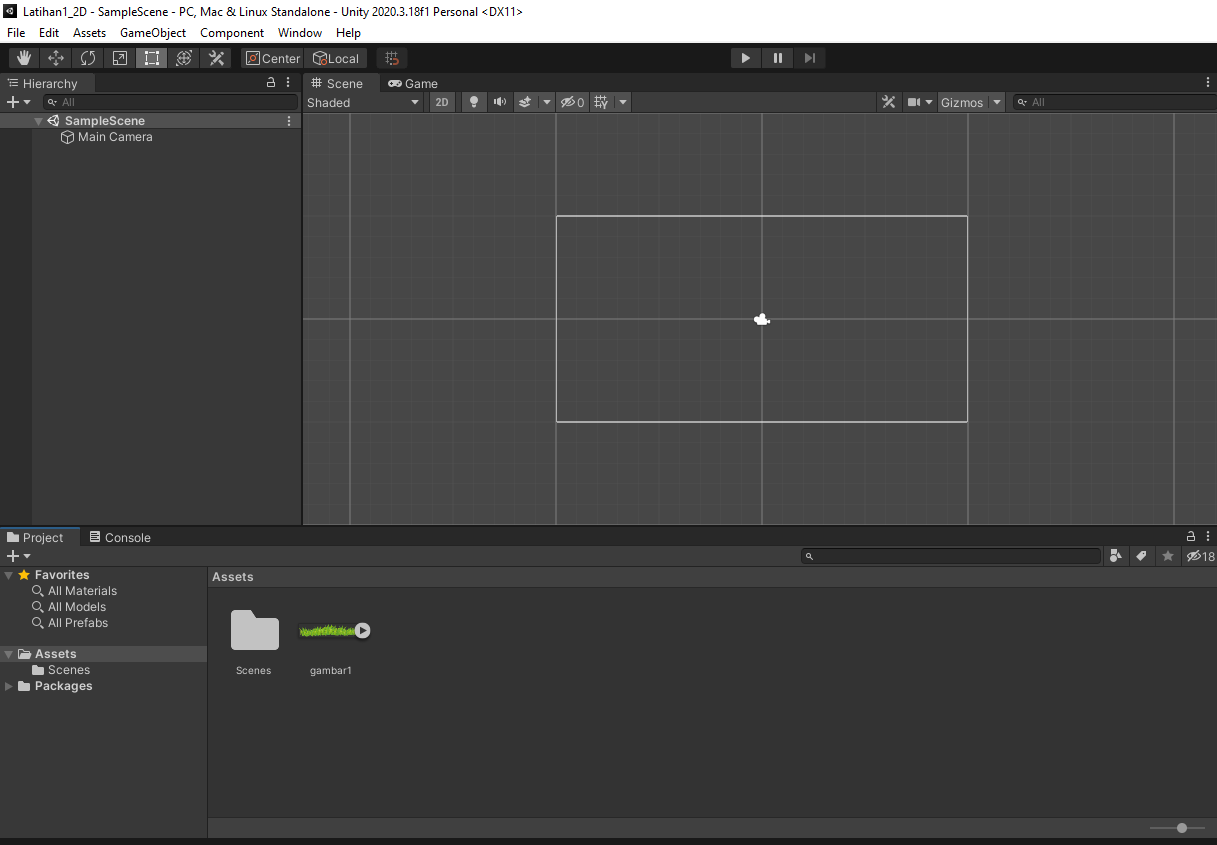 Latihan1_2D - SampleScene - PC, Mac & Linux Standalone - Unity 2020.3.18f1 Personal <DX11>
File Edit Assets GameObject Component Window Help
Center Local
Hierarchy
All
SampleScene
Main Camera
Scene Game
Shaded 2D 0 Gizmos All
Project Console
18
Favorites
All Materials
All Models
All Prefabs
Assets
Scenes
Packages
Assets
Scenes gambar1